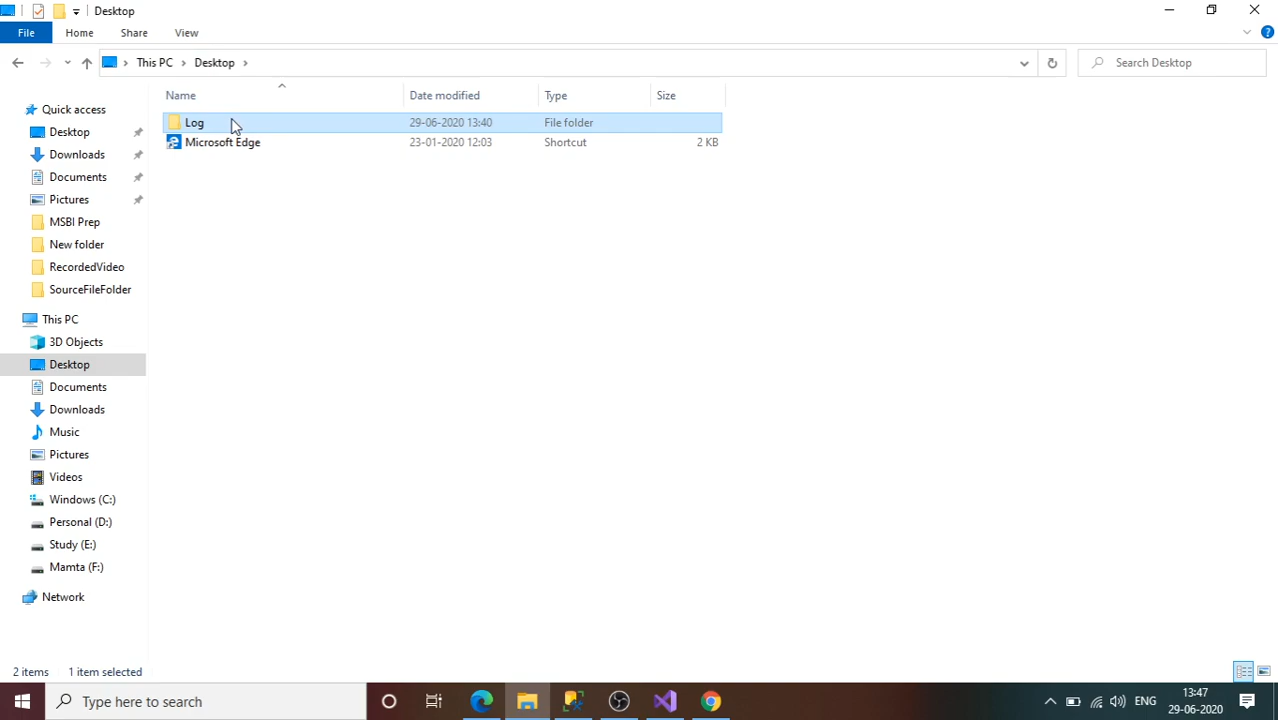 Desktop
File Home Share View
This PC Desktop Search Desktop
Name Date modified Type Size
Log 29-06-2020 13:40 File folder
Microsoft Edge 23-01-2020 12:03 Shortcut 2 KB
Quick access
Desktop
Downloads
Documents
Pictures
MSBI Prep
New folder
RecordedVideo
SourceFileFolder
This PC
3D Objects
Desktop
Documents
Downloads
Music
Pictures
Videos
Windows (C:)
Personal (D:)
Study (E:)
Mamta (F:)
Network
2 items 1 item selected
Type here to search ENG 13:47
29-06-2020